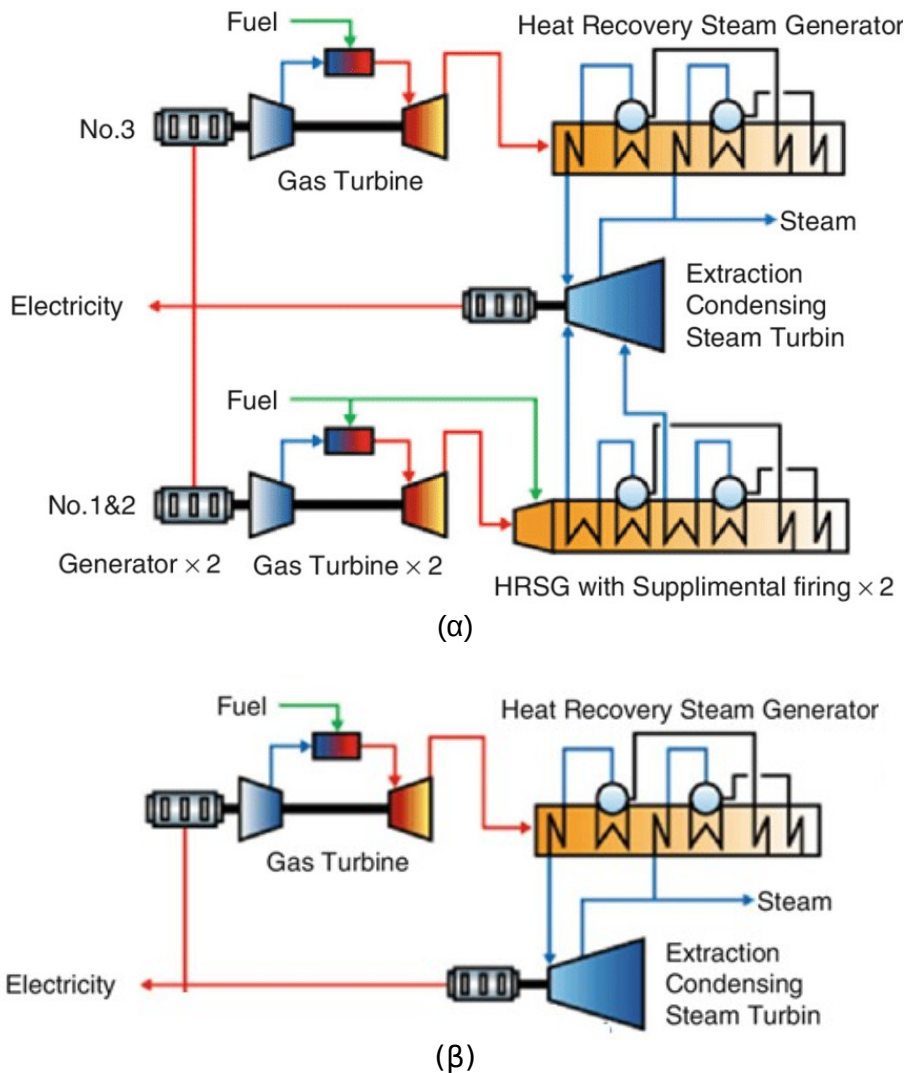 Fuel
Heat Recovery Steam Generator
No.3
Gas Turbine
Steam
Extraction
Condensing
Steam Turbin
Electricity
Fuel
No.1&2
Generator × 2
Gas Turbine × 2
HRSG with Supplimental firing × 2
(α)
Fuel
Heat Recovery Steam Generator
Gas Turbine
Steam
Extraction
Condensing
Steam Turbin
Electricity
(β)